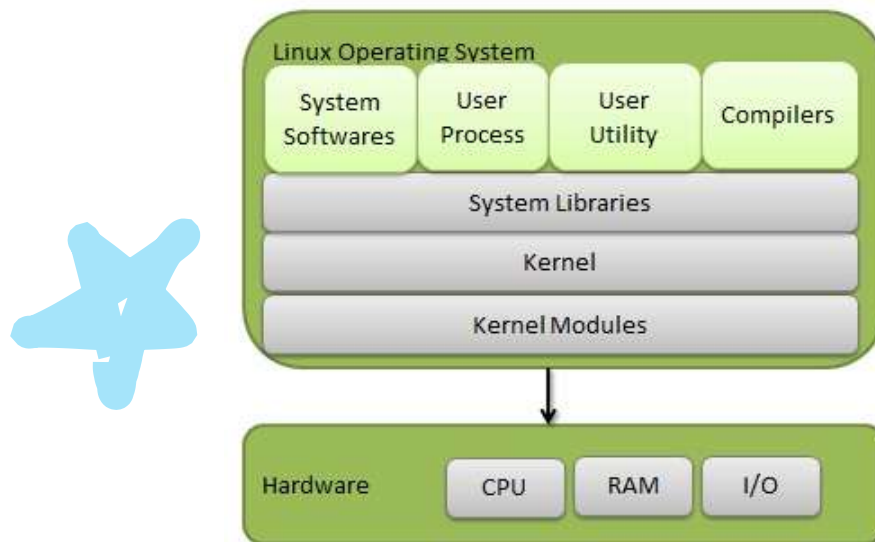 Linux Operating System
System
Softwares
User
Process
User
Utility
Compilers
System Libraries
Kernel
Kernel Modules
Hardware
CPU
RAM
I/O